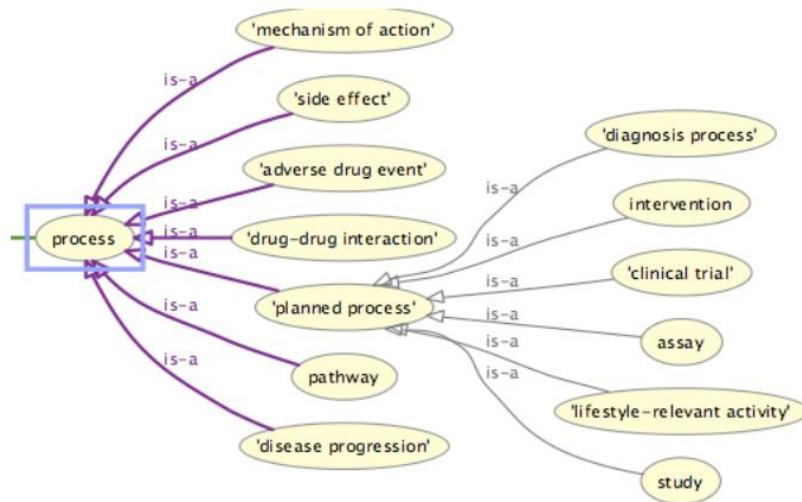 'mechanism of action'
is-a
'side effect'
is-a
'diagnosis process'
'adverse drug event'
is-a
is-a
intervention
process
is-a
'drug-drug interaction'
is-a
is-a
'clinical trial'
'planned process'
is-a
is-a
assay
is-a
pathway
is-a
is-a
'lifestyle-relevant activity'
'disease progression'
study